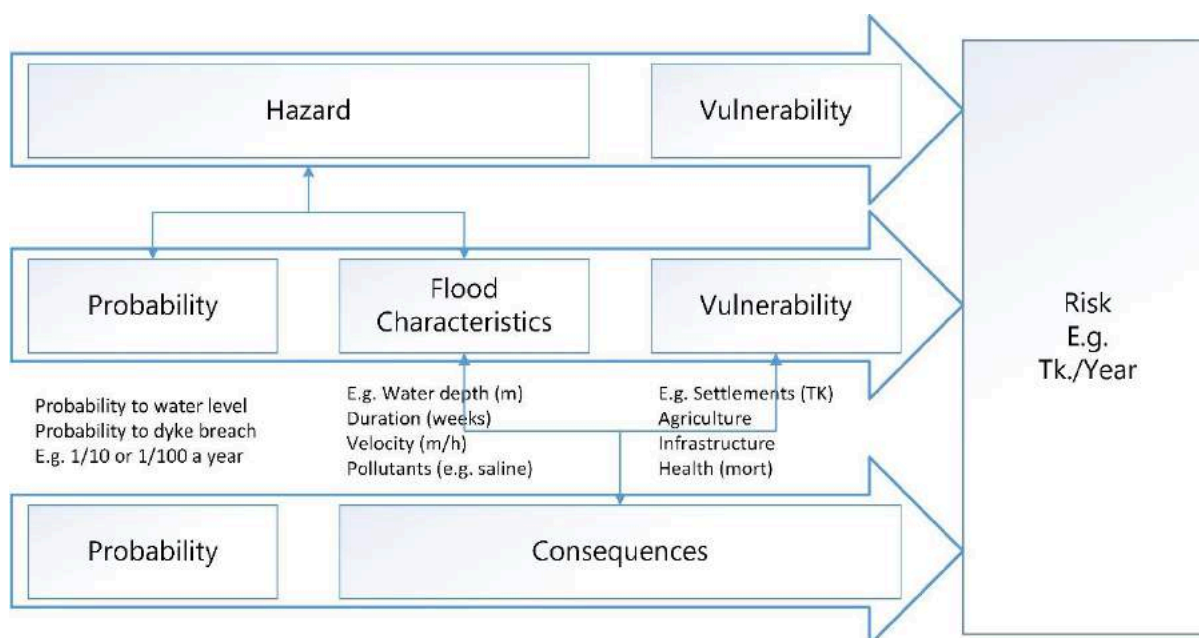 Hazard
Vulnerability
Probability
Flood
Characteristics
Vulnerability
Risk
E.g.
Tk./Year
Probability to water level
Probability to dyke breach
E.g. 1/10 or 1/100 a year
E.g. Water depth (m)
Duration (weeks)
Velocity (m/h)
Pollutants (e.g. saline)
E.g. Settlements (TK)
Agriculture
Infrastructure
Health (mort)
Probability
Consequences